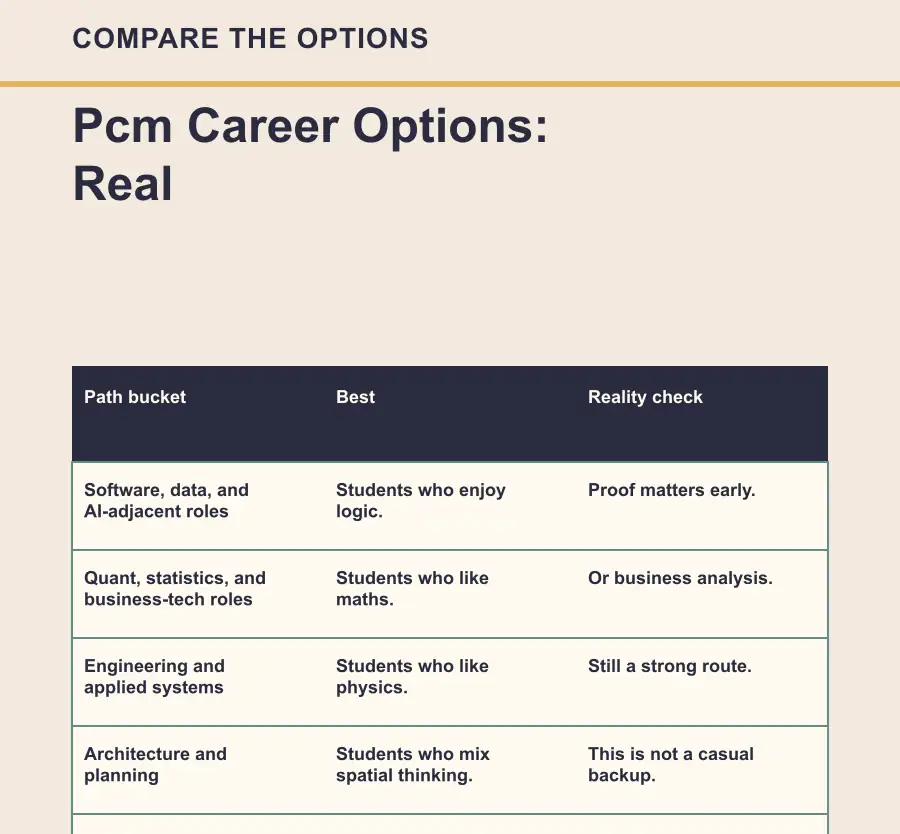 COMPARE THE OPTIONS
Pcm Career Options:
Real
Path bucket Best Reality check
Software, data, and Students who enjoy Proof matters early.
AI-adjacent roles logic.
Quant, statistics, and Students who like Or business analysis.
business-tech roles maths.
Engineering and Students who like Still a strong route.
applied systems physics.
Architecture and Students who mix This is not a casual
planning spatial thinking. backup.